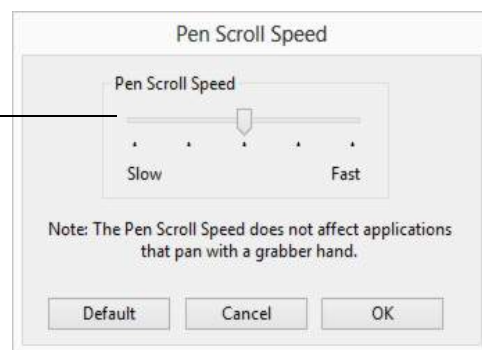 Pen Scroll Speed
Pen Scroll Speed
Slow Fast
Note: The Pen Scroll Speed does not affect applications
that pan with a grabber hand.
Default Cancel OK